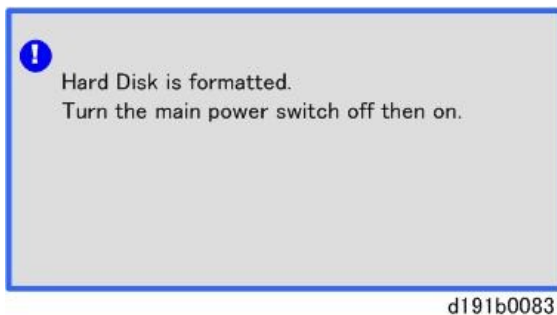 !
Hard Disk is formatted.
Turn the main power switch off then on.
d191b0083